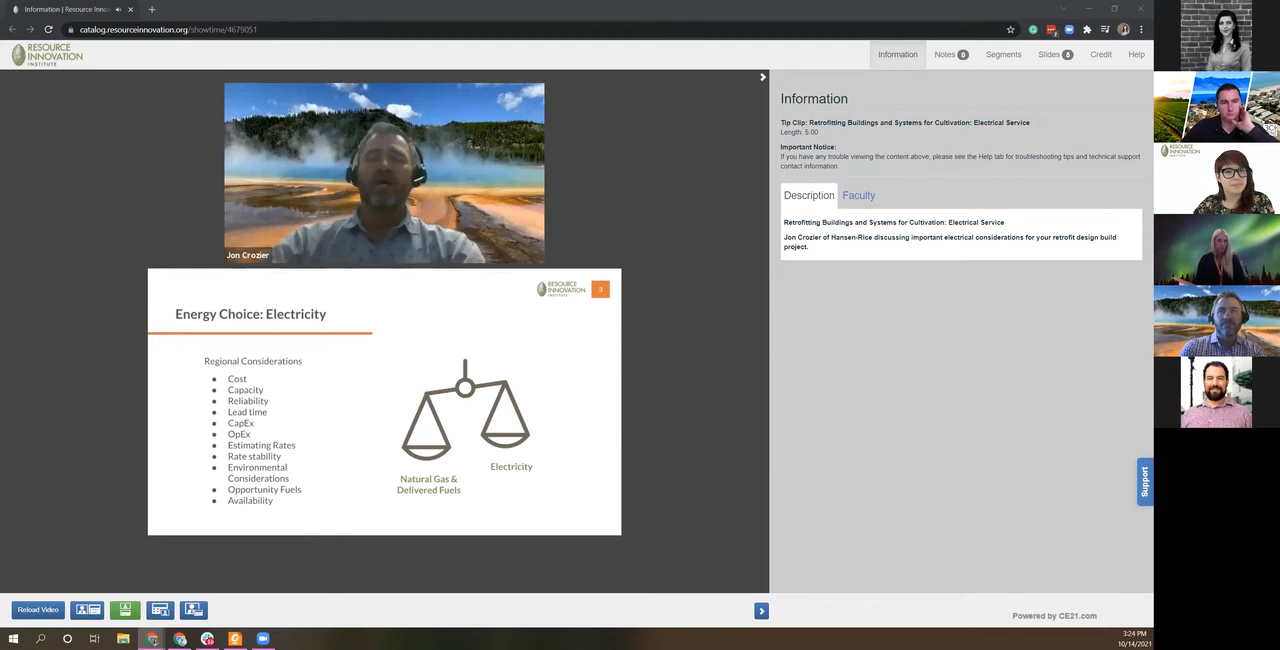 Information | Resource Innov
catalog.resourceinnovation.org/showtime/4679051
RESOURCE
INNOVATION
INSTITUTE
Information
Notes 0
Segments
Slides 5
Credit
Help
Jon Crozier
RESOURCE
INNOVATION
INSTITUTE
3
Energy Choice: Electricity
Regional Considerations
● Cost
● Capacity
● Reliability
● Lead time
● CapEx
● OpEx
● Estimating Rates
● Rate stability
● Environmental
Considerations
● Opportunity Fuels
● Availability
Electricity
Natural Gas &
Delivered Fuels
Information
Tip Clip: Retrofitting Buildings and Systems for Cultivation: Electrical Service
Length: 5:00
Important Notice:
If you have any trouble viewing the content above, please see the Help tab for troubleshooting tips and technical support
contact information.
Description
Faculty
Retrofitting Buildings and Systems for Cultivation: Electrical Service
Jon Crozier of Hansen-Rice discussing important electrical considerations for your retrofit design build
project.
Support
Reload Video
Powered by CE21.com
RESOURCE
INNOVATION
INSTITUTE
3:24 PM
10/14/2021